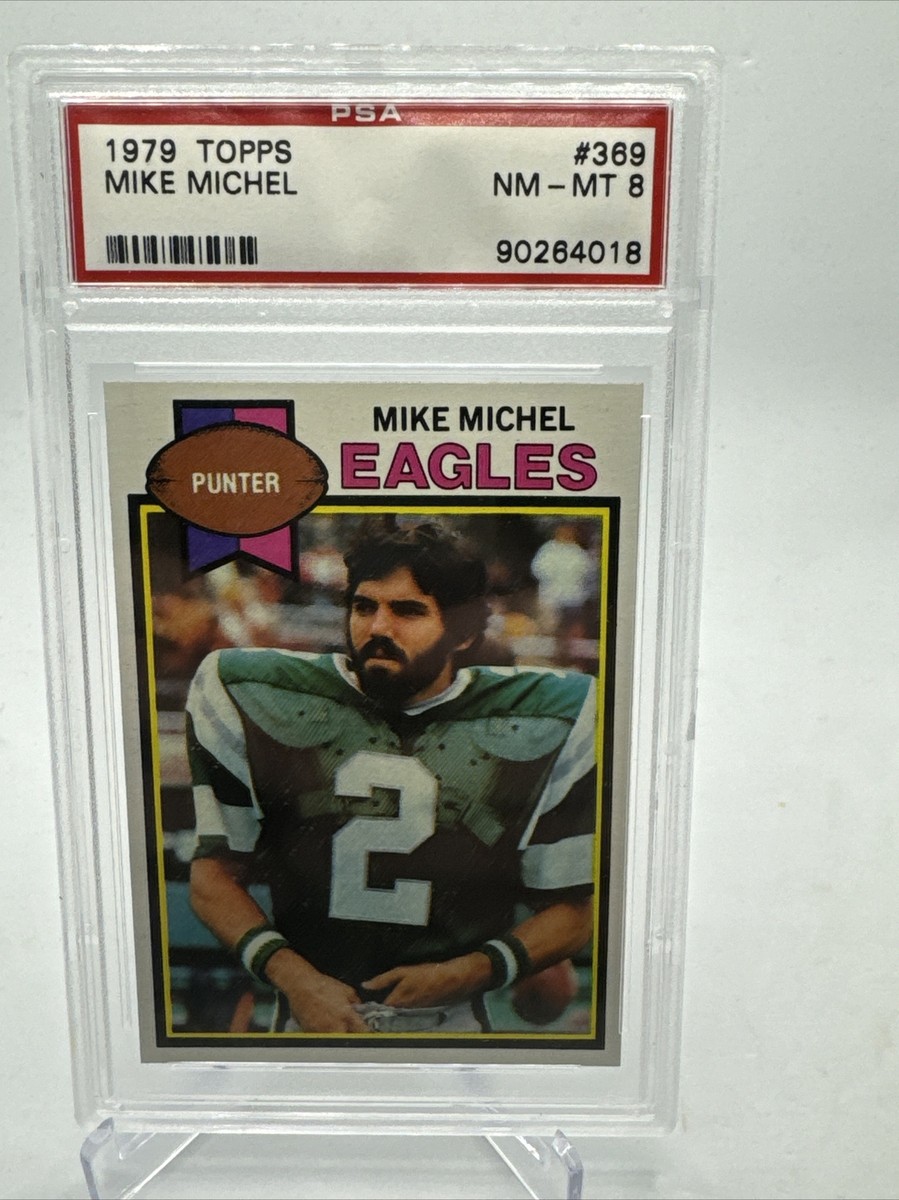 PSA
1979 TOPPS #369
MIKE MICHEL NM - MT 8
90264018
MIKE MICHEL
EAGLES
PUNTER
2